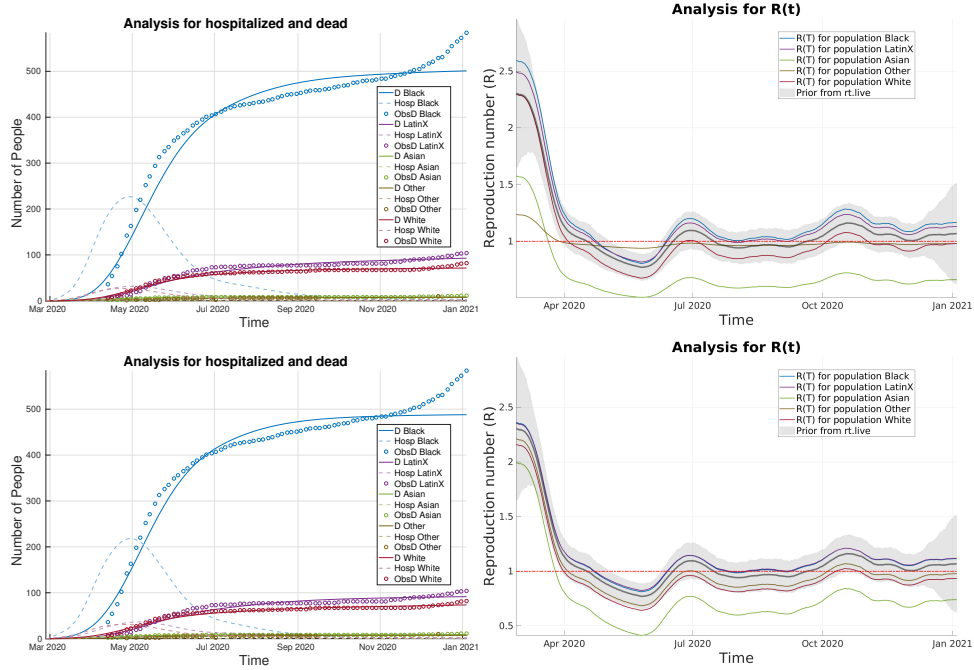 Analysis for hospitalized and dead
Number of People
500
400
300
200
100
0
Mar 2020
May 2020
Jul 2020
Sep 2020
Nov 2020
Jan 2021
Time
D Black
Hosp Black
ObsD Black
D LatinX
Hosp LatinX
ObsD LatinX
D Asian
Hosp Asian
ObsD Asian
D Other
Hosp Other
ObsD Other
D White
Hosp White
ObsD White
Analysis for R(t)
Reproduction number (R)
2.5
2
1.5
1
Apr 2020
Jul 2020
Oct 2020
Jan 2021
Time
R(T) for population Black
R(T) for population LatinX
R(T) for population Asian
R(T) for population Other
R(T) for population White
Prior from rt.live
Analysis for hospitalized and dead
Number of People
500
400
300
200
100
0
Mar 2020
May 2020
Jul 2020
Sep 2020
Nov 2020
Jan 2021
Time
D Black
Hosp Black
ObsD Black
D LatinX
Hosp LatinX
ObsD LatinX
D Asian
Hosp Asian
ObsD Asian
D Other
Hosp Other
ObsD Other
D White
Hosp White
ObsD White
Analysis for R(t)
Reproduction number (R)
2.5
2
1.5
1
0.5
Apr 2020
Jul 2020
Oct 2020
Jan 2021
Time
R(T) for population Black
R(T) for population LatinX
R(T) for population Asian
R(T) for population Other
R(T) for population White
Prior from rt.live